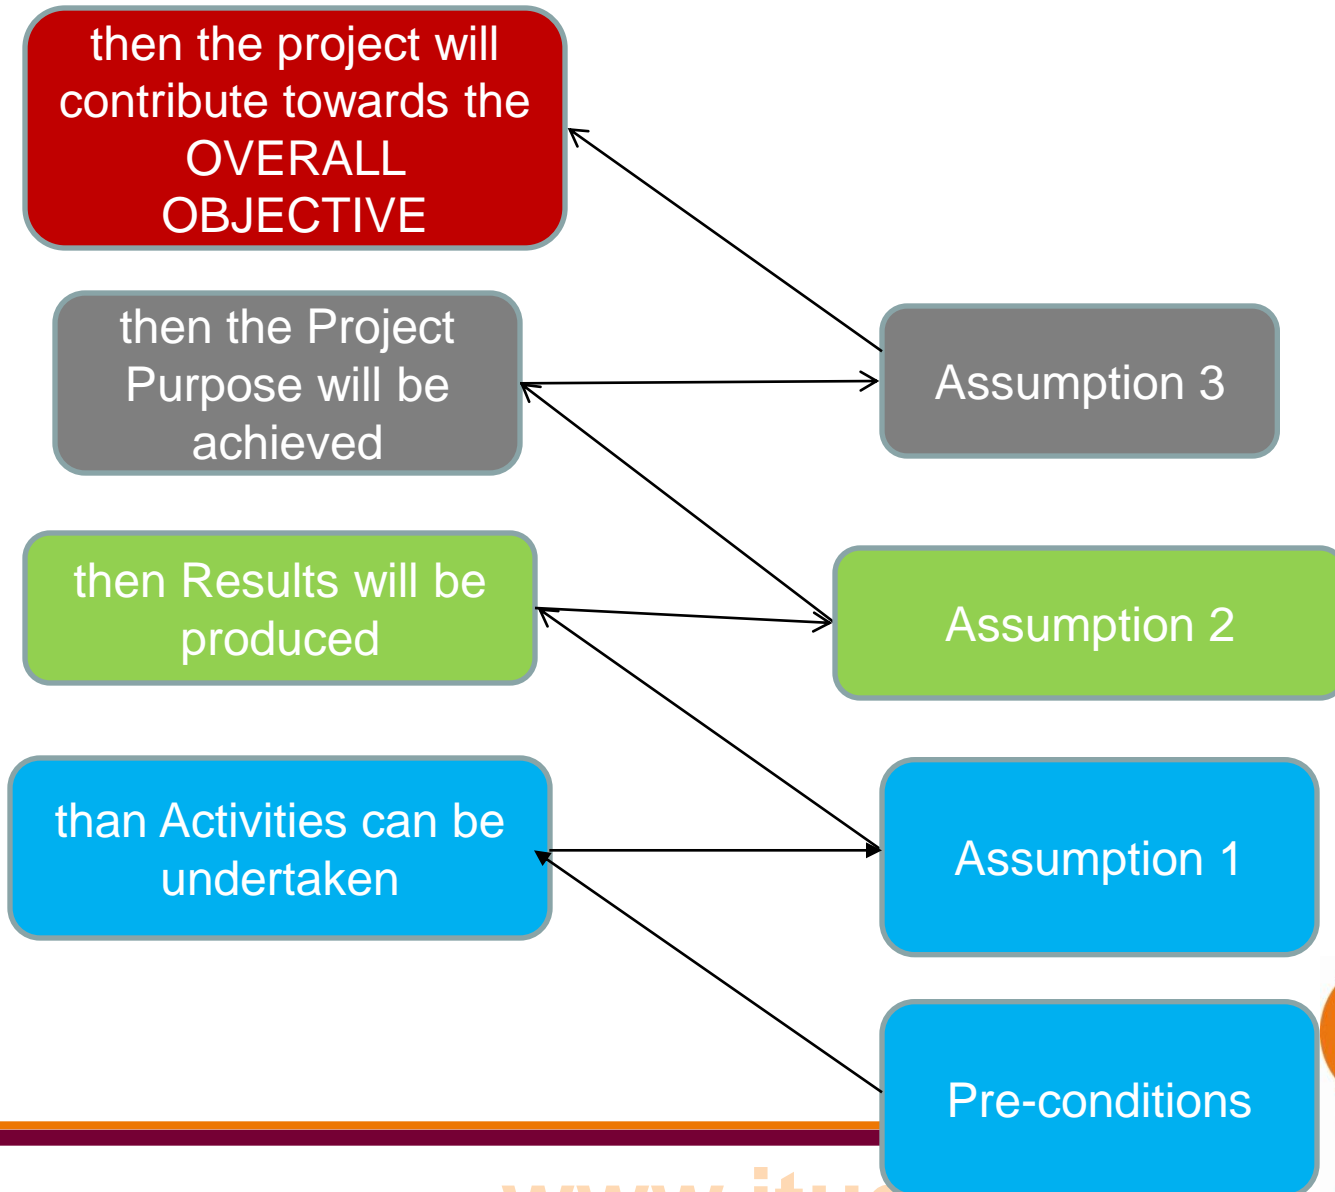 then the project will
contribute towards the
OVERALL
OBJECTIVE
then the Project
Purpose will be
achieved
Assumption 3
then Results will be
produced
Assumption 2
than Activities can be
undertaken
Assumption 1
Pre-conditions